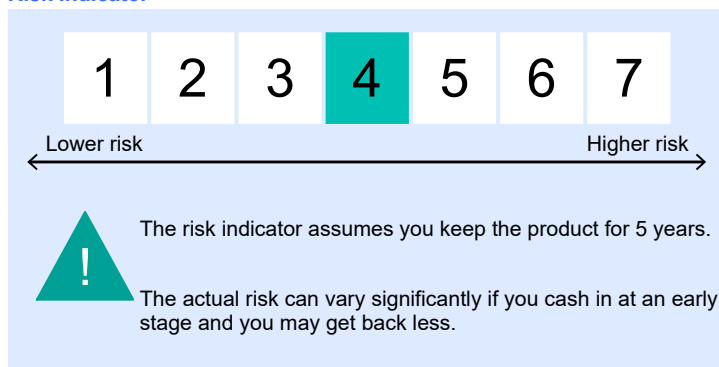 Risk Indicator
1 2 3 4 5 6 7
Lower risk Higher risk
!
The risk indicator assumes you keep the product for 5 years.
The actual risk can vary significantly if you cash in at an early
stage and you may get back less.